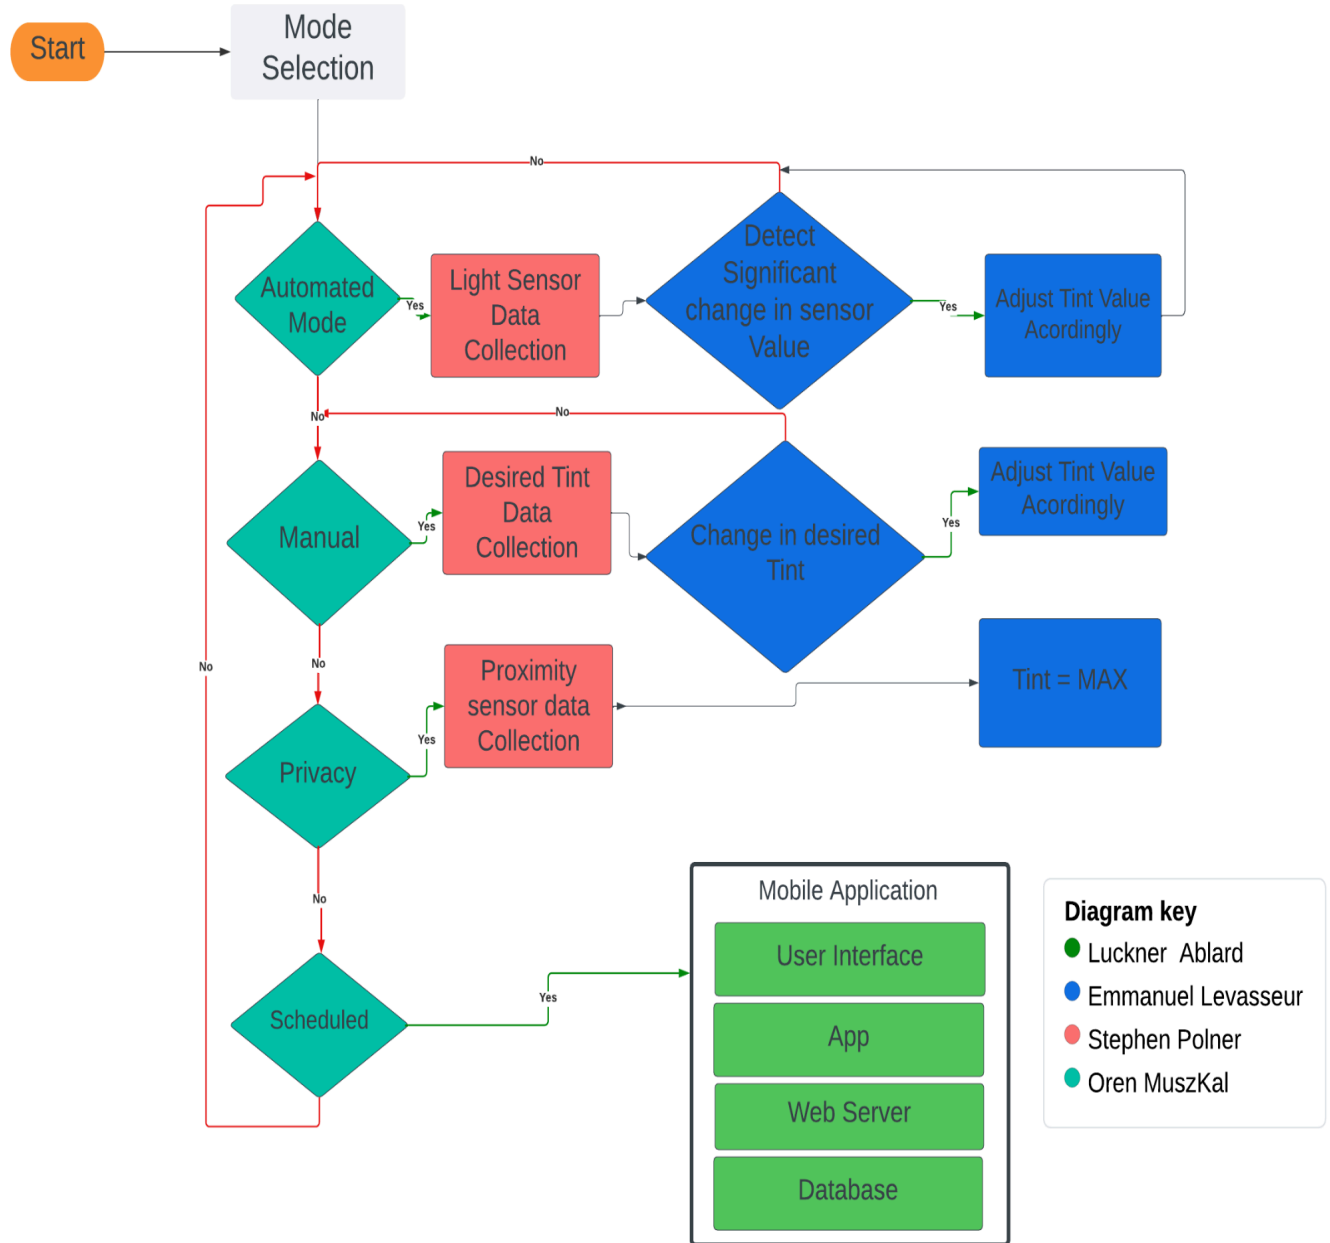 Start
Mode
Selection
No
Automated
Mode
Yes
Light Sensor
Data
Collection
Detect
Significant
change in sensor
Value
Yes
Adjust Tint Value
Acordingly
No
No
Manual
Yes
Desired Tint
Data
Collection
Change in desired
Tint
Yes
Adjust Tint Value
Acordingly
No
No
Privacy
Yes
Proximity
sensor data
Collection
Tint = MAX
No
Scheduled
Yes
Mobile Application
User Interface
App
Web Server
Database
Diagram key
Luckner Ablard
Emmanuel Levasseur
Stephen Polner
Oren MuszKal